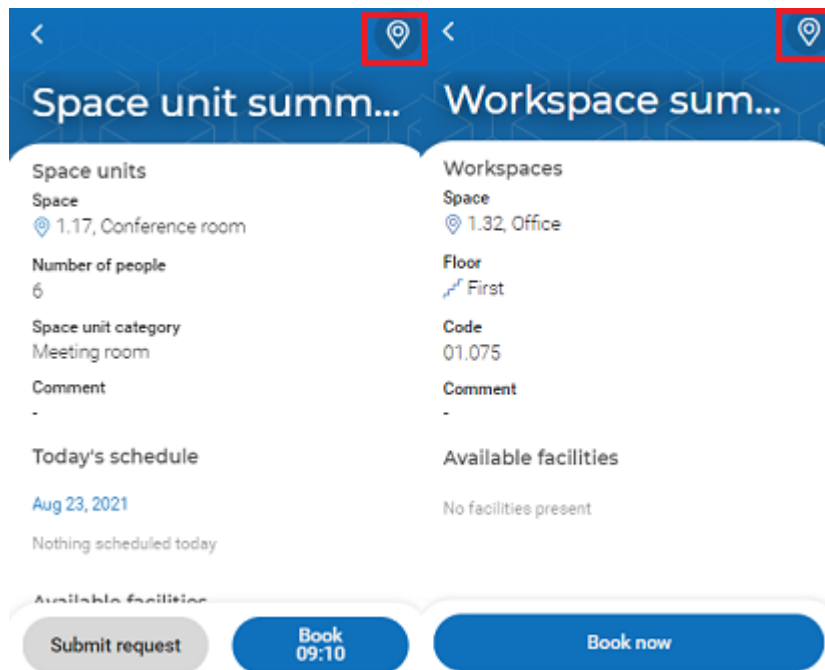 Space unit summ...
Space units
Space
1.17, Conference room
Number of people
6
Space unit category
Meeting room
Comment
-
Today's schedule
Aug 23, 2021
Nothing scheduled today
Available facilities
Submit request
Book
09:10
Workspace sum...
Workspaces
Space
1.32, Office
Floor
First
Code
01.075
Comment
-
Available facilities
No facilities present
Book now